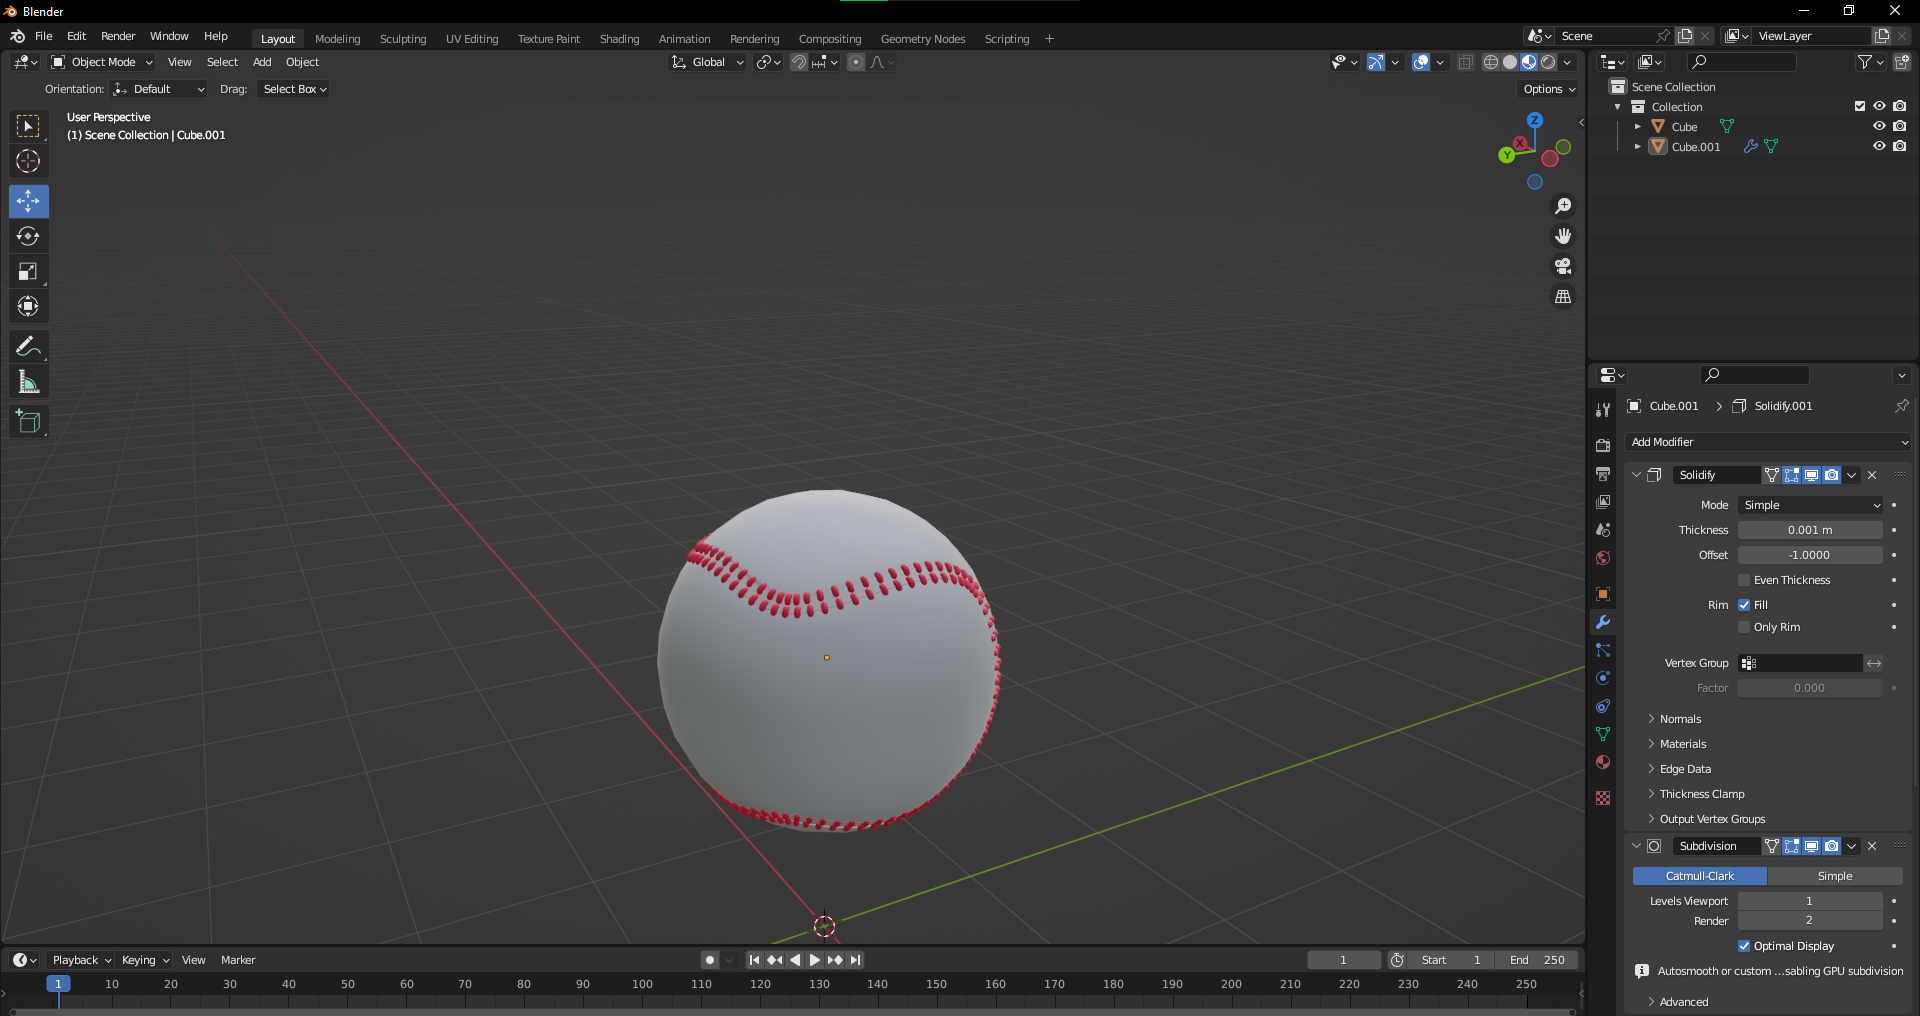 Blender
File Edit Render Window Help Layout Modeling Sculpting UV Editing Texture Paint Shading Animation Rendering Compositing Geometry Nodes Scripting + Scene ViewLayer
Object Mode View Select Add Object Global
Orientation: Default Drag: Select Box Options
User Perspective
(1) Scene Collection | Cube.001
Z
X
Y
Scene Collection
Collection
Cube
Cube.001
Cube.001 > Solidify.001
Add Modifier
Solidify
Mode Simple
Thickness 0.001 m
Offset -1.0000
Even Thickness
Rim Fill
Only Rim
Vertex Group
Factor 0.000
Normals
Materials
Edge Data
Thickness Clamp
Output Vertex Groups
Subdivision
Catmull-Clark Simple
Levels Viewport 1
Render 2
Optimal Display
Autosmooth or custom ...sabling GPU subdivision
Advanced
Playback Keying View Marker 1 Start 1 End 250
1 10 20 30 40 50 60 70 80 90 100 110 120 130 140 150 160 170 180 190 200 210 220 230 240 250